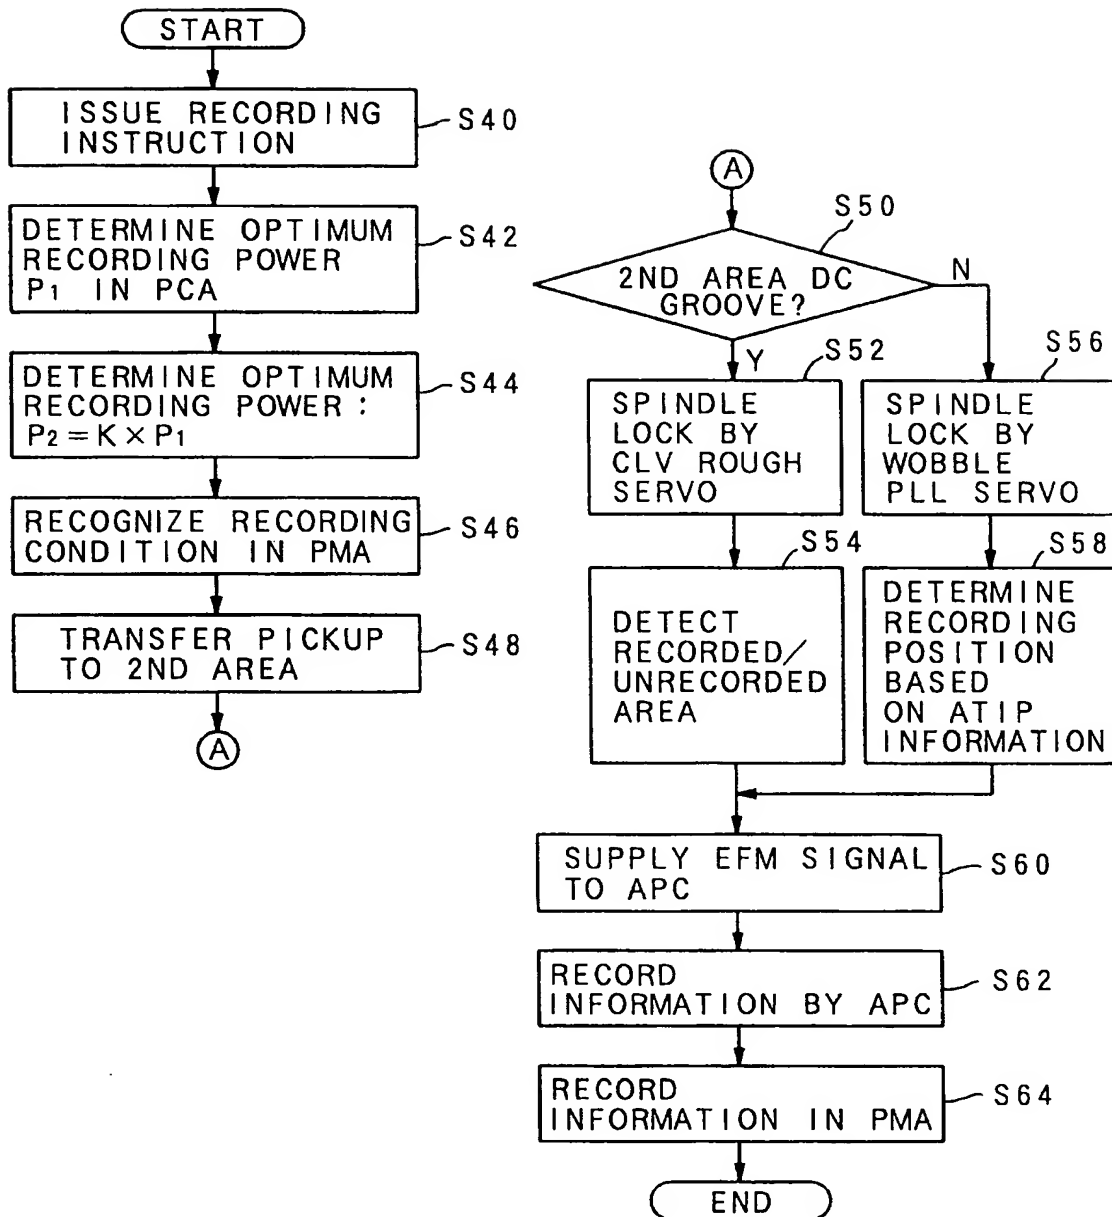 START
ISSUE RECORDING
INSTRUCTION
S40
DETERMINE OPTIMUM
RECORDING POWER
P1 IN PCA
S42
DETERMINE OPTIMUM
RECORDING POWER:
P2=K×P1
S44
RECOGNIZE RECORDING
CONDITION IN PMA
S46
TRANSFER PICKUP
TO 2ND AREA
S48
A
A
S50
2ND AREA DC
GROOVE?
N
Y
S52
SPINDLE
LOCK BY
CLV ROUGH
SERVO
S54
DETECT
RECORDED/
UNRECORDED
AREA
S56
SPINDLE
LOCK BY
WOBBLE
PLL SERVO
S58
DETERMINE
RECORDING
POSITION
BASED
ON ATIP
INFORMATION
SUPPLY EFM SIGNAL
TO APC
S60
RECORD
INFORMATION BY APC
S62
RECORD
INFORMATION IN PMA
S64
END